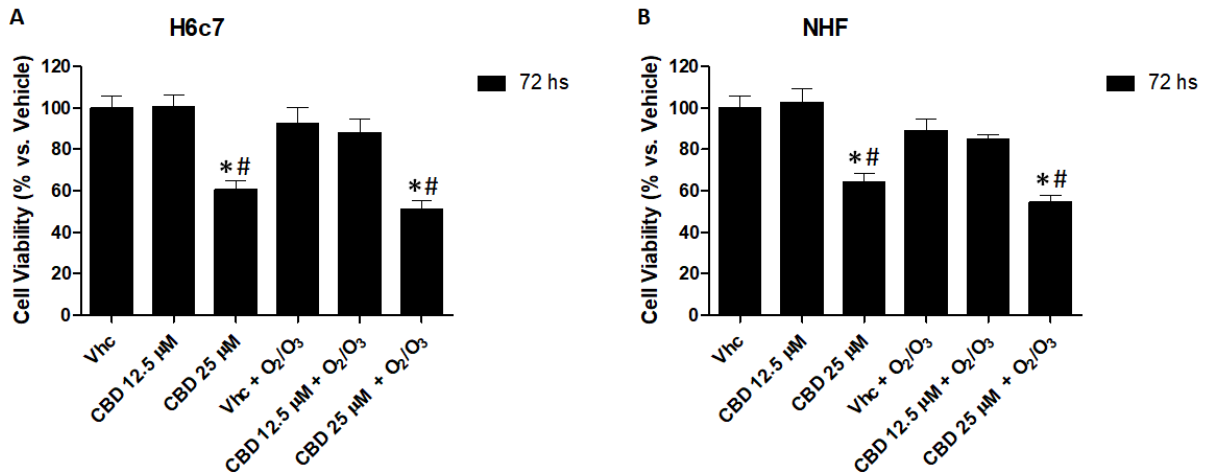 A
H6c7
Cell Viability (% vs. Vehicle)
120
100
80
60
40
20
0
*#
*#
72 hs
Vhc
CBD 12.5 µM
CBD 25 µM
Vhc + O₂/O₃
CBD 12.5 µM + O₂/O₃
CBD 25 µM + O₂/O₃
B
NHF
Cell Viability (% vs. Vehicle)
120
100
80
60
40
20
0
*#
*#
72 hs
Vhc
CBD 12.5 µM
CBD 25 µM
Vhc + O₂/O₃
CBD 12.5 µM + O₂/O₃
CBD 25 µM + O₂/O₃